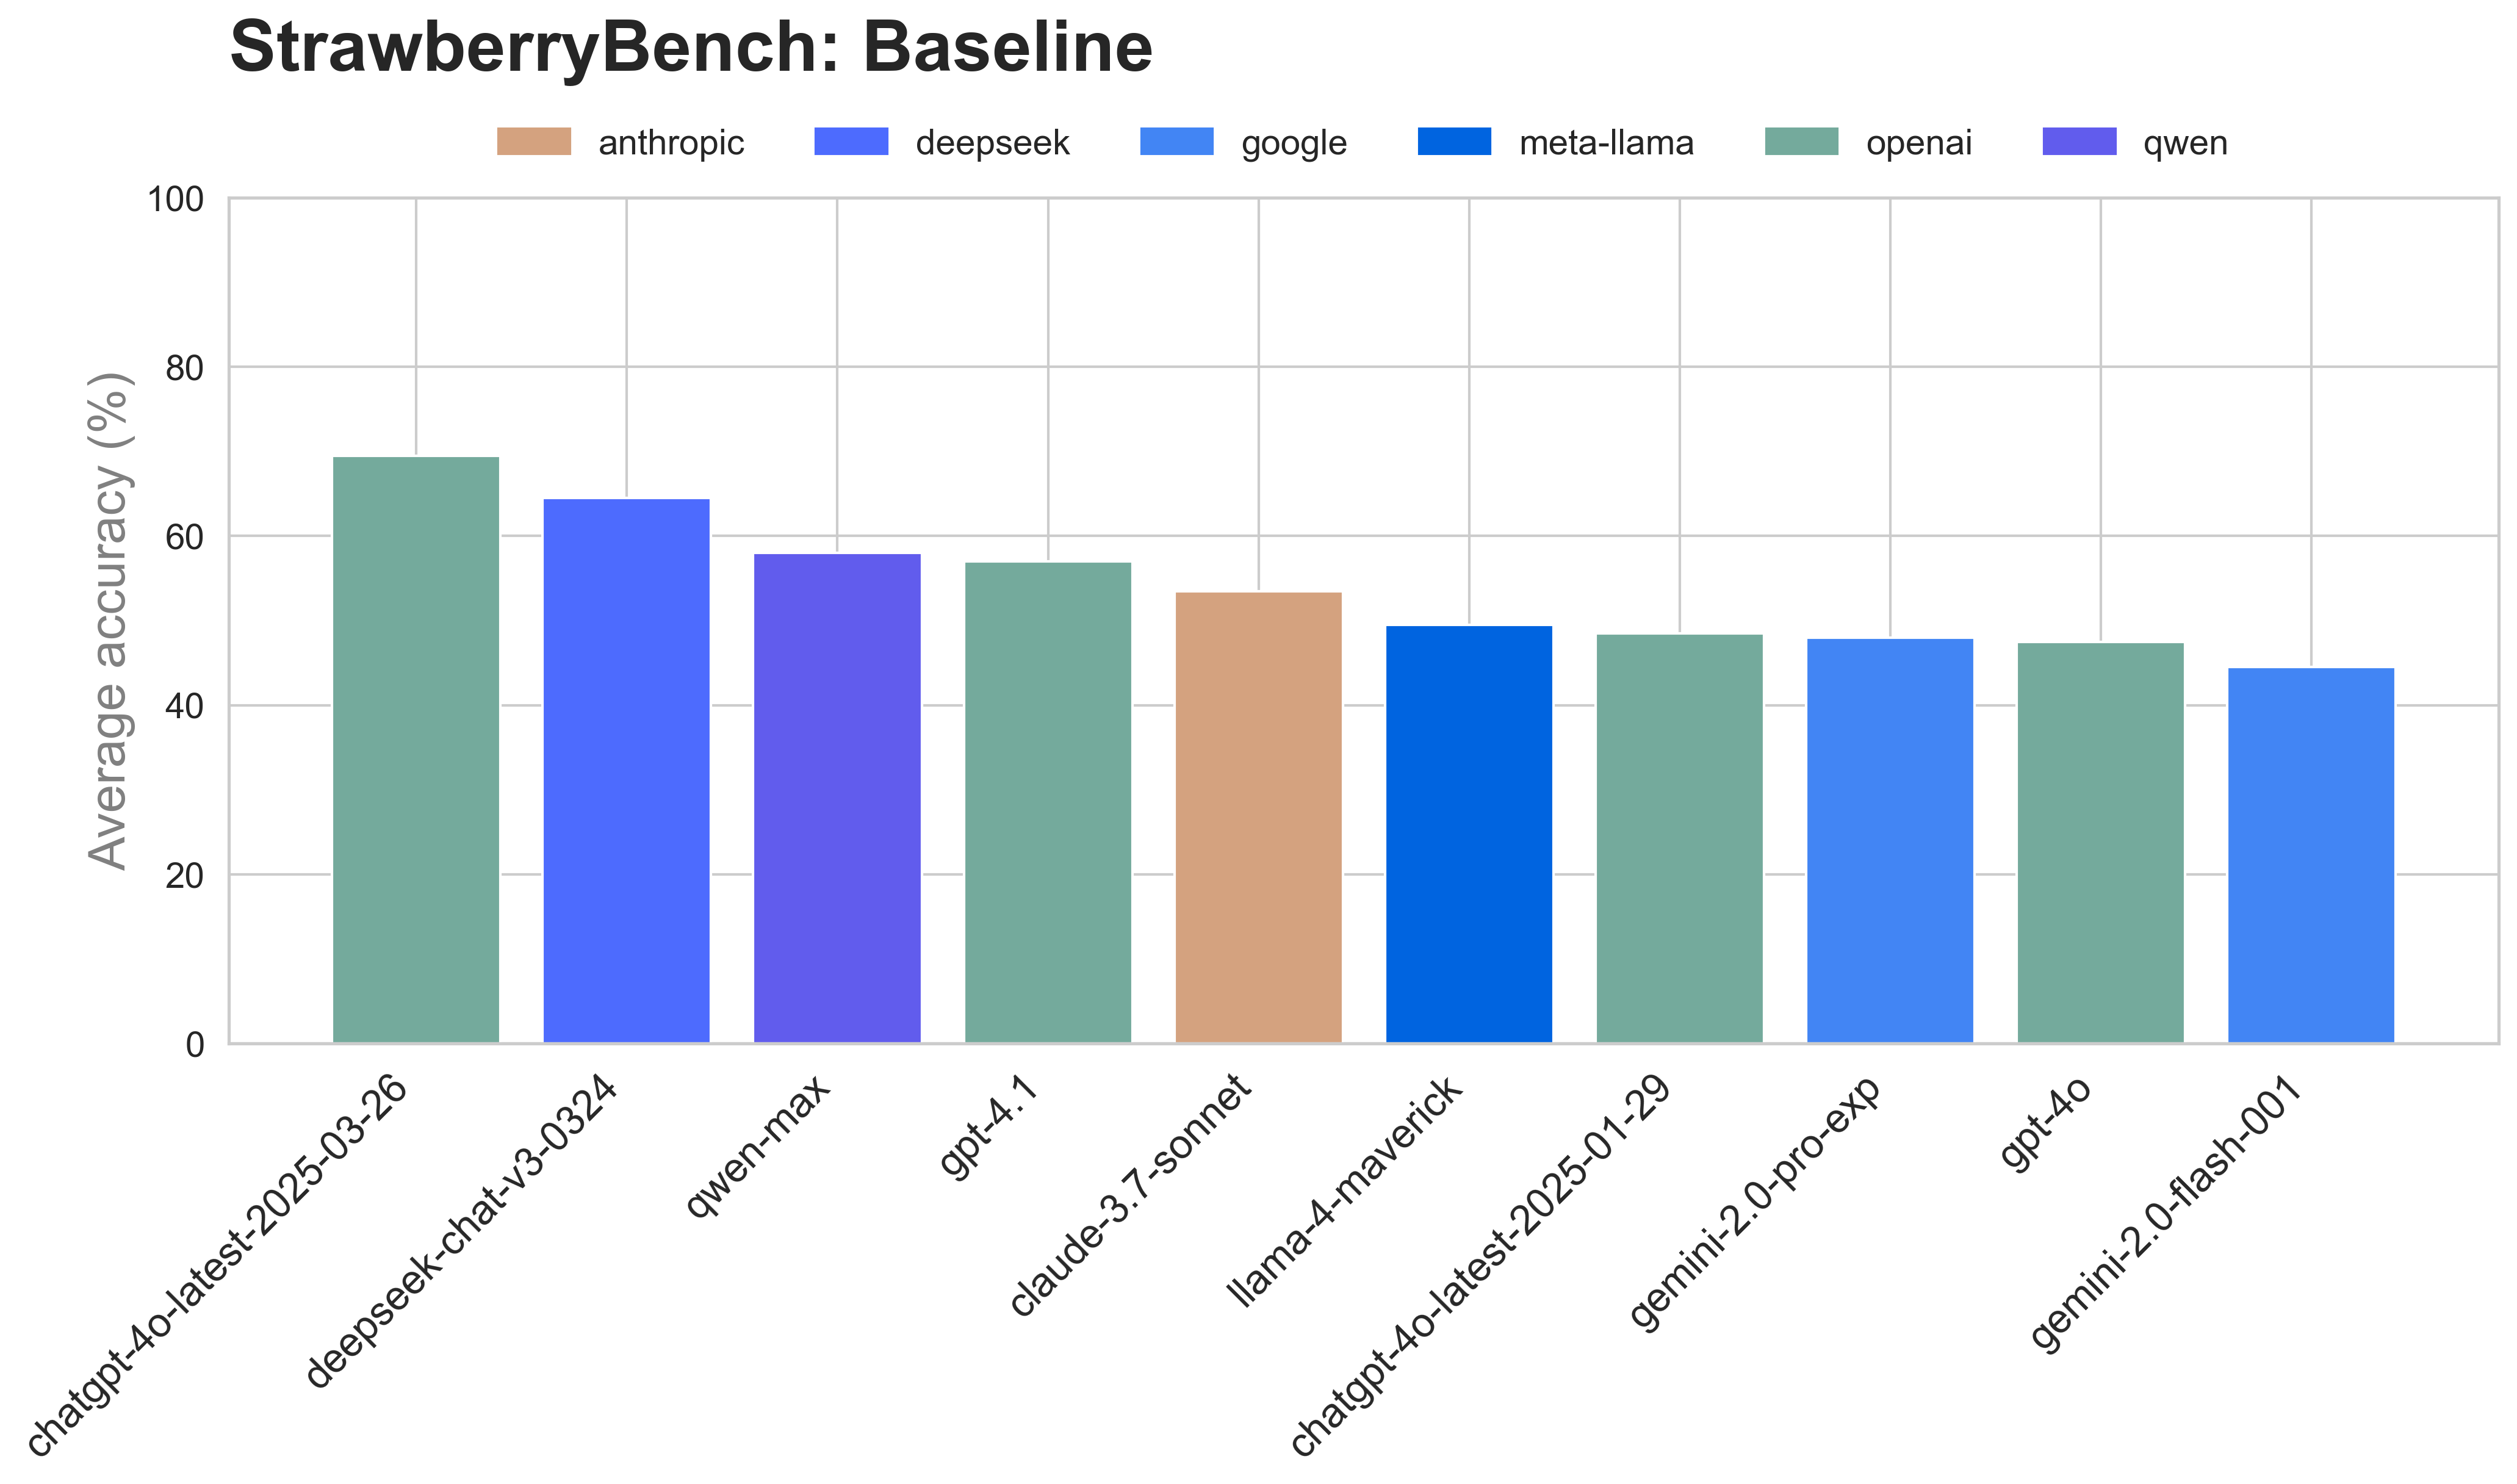 StrawberryBench: Baseline
anthropic deepseek google meta-llama openai qwen
Average accuracy (%)
100
80
60
40
20
0
chatgpt-4o-latest-2025-03-26
deepseek-chat-v3-0324
qwen-max
gpt-4.1
claude-3.7-sonnet
llama-4-maverick
chatgpt-4o-latest-2025-01-29
gemini-2.0-pro-exp
gpt-4o
gemini-2.0-flash-001